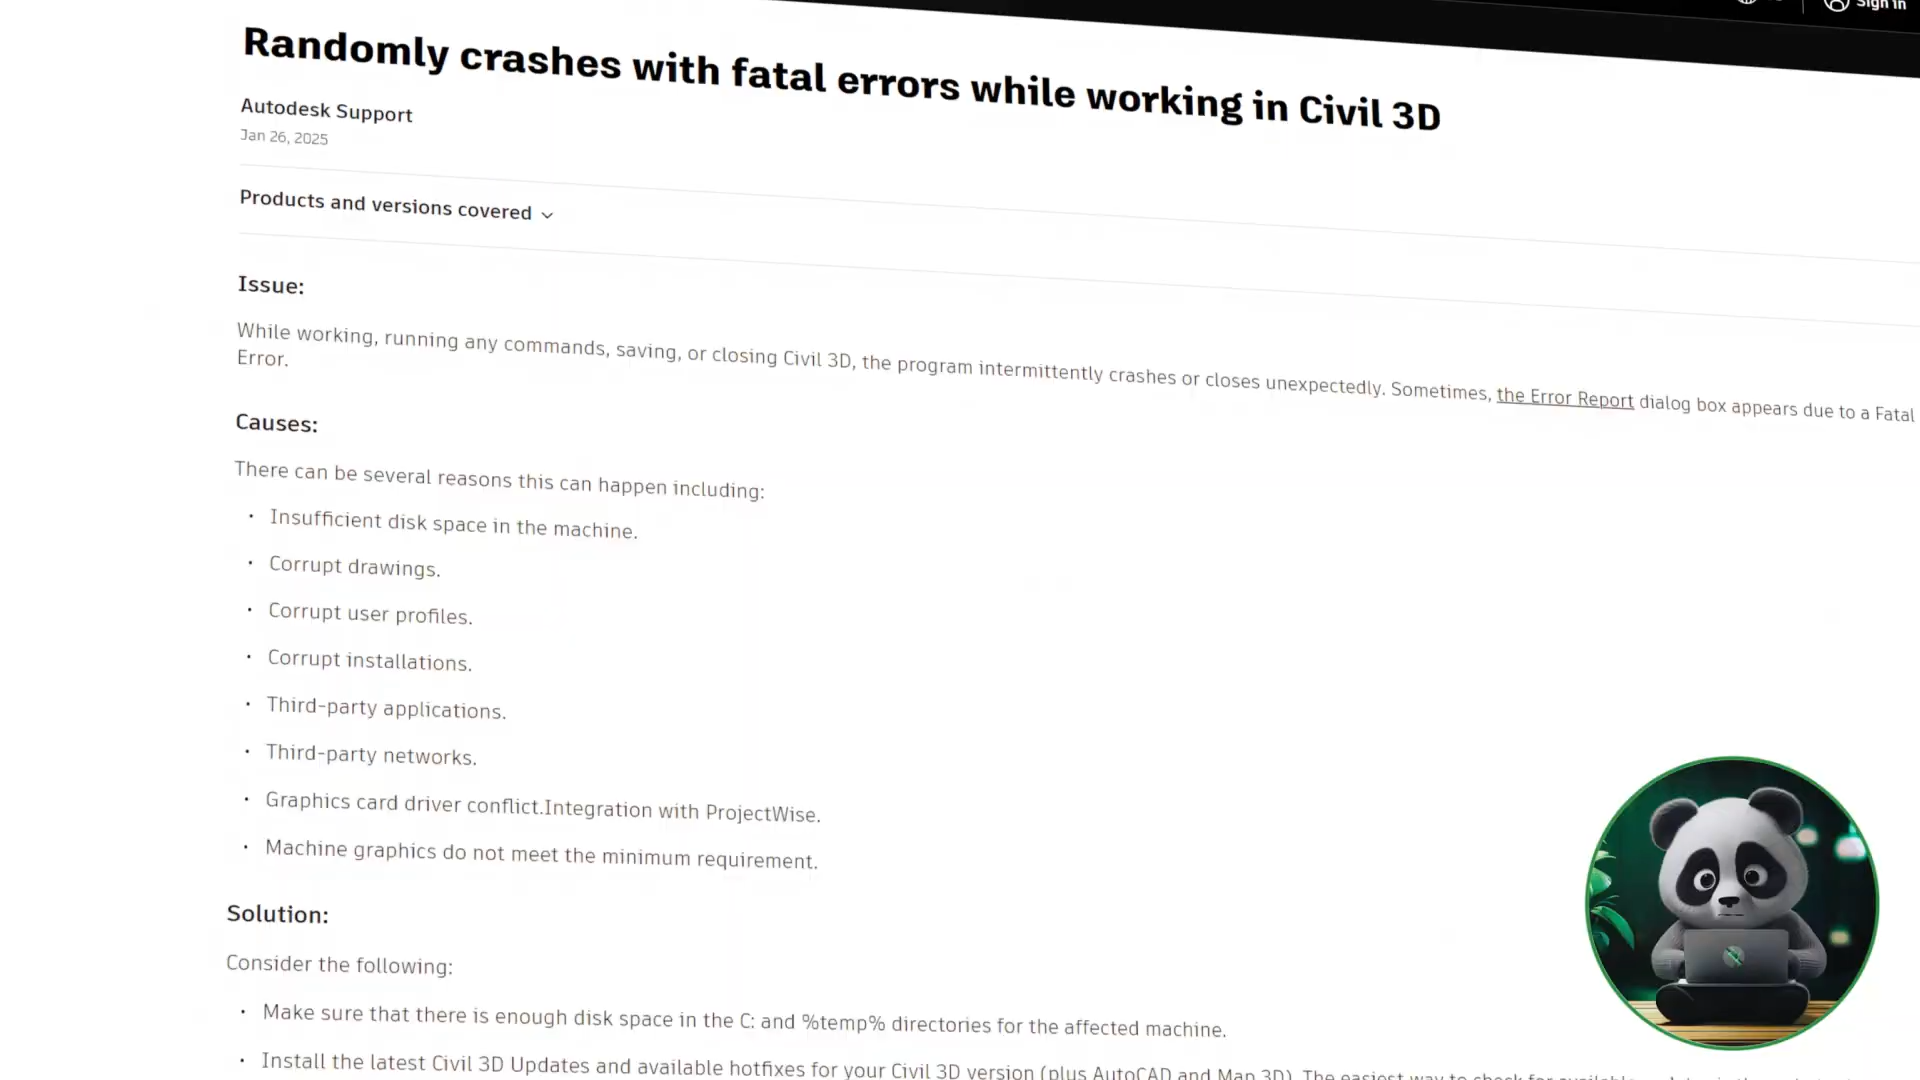 Sign in
Randomly crashes with fatal errors while working in Civil 3D
Autodesk Support
Jan 26, 2025
Products and versions covered
Issue:
While working, running any commands, saving, or closing Civil 3D, the program intermittently crashes or closes unexpectedly. Sometimes, the Error Report dialog box appears due to a Fatal
Error.
Causes:
There can be several reasons this can happen including:
• Insufficient disk space in the machine.
• Corrupt drawings.
• Corrupt user profiles.
• Corrupt installations.
• Third-party applications.
• Third-party networks.
• Graphics card driver conflict.Integration with ProjectWise.
• Machine graphics do not meet the minimum requirement.
Solution:
Consider the following:
• Make sure that there is enough disk space in the C: and %temp% directories for the affected machine.
• Install the latest Civil 3D Updates and available hotfixes for your Civil 3D version (plus AutoCAD and Map 3D). The easiest way to check for